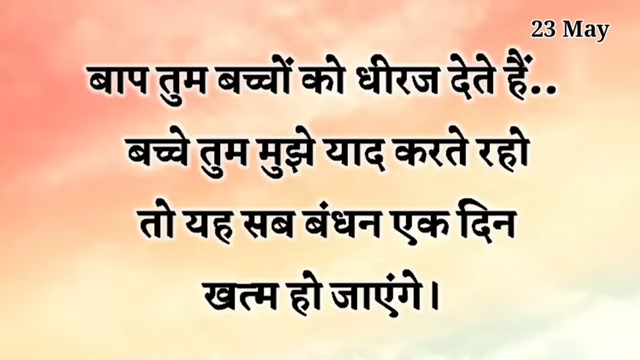 23 May
बाप तुम बच्चों को धीरज देते हैं..
बच्चे तुम मुझे याद करते रहो
तो यह सब बंधन एक दिन
खत्म हो जाएंगे।